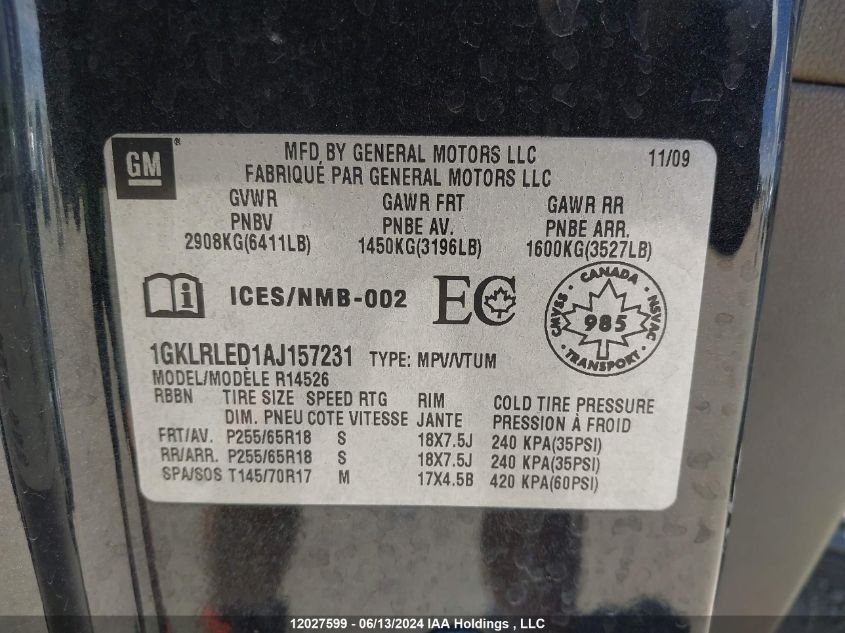 GM ®
MFD BY GENERAL MOTORS LLC 11/09
FABRIQUÉ PAR GENERAL MOTORS LLC
GVWR GAWR FRT GAWR RR
PNBV PNBE AV. PNBE ARR.
2908KG(6411LB) 1450KG(3196LB) 1600KG(3527LB)
i ICES/NMB-002 EC
CANADA
CMVSS 985 NSVAC
TRANSPORT
1GKLRLED1AJ157231 TYPE: MPV/VTUM
MODEL/MODÈLE R14526
RBBN TIRE SIZE SPEED RTG RIM COLD TIRE PRESSURE
DIM. PNEU COTE VITESSE JANTE PRESSION À FROID
FRT/AV. P255/65R18 S 18X7.5J 240 KPA(35PSI)
RR/ARR. P255/65R18 S 18X7.5J 240 KPA(35PSI)
SPA/SOS T145/70R17 M 17X4.5B 420 KPA(60PSI)
12027599 - 06/13/2024 IAA Holdings , LLC